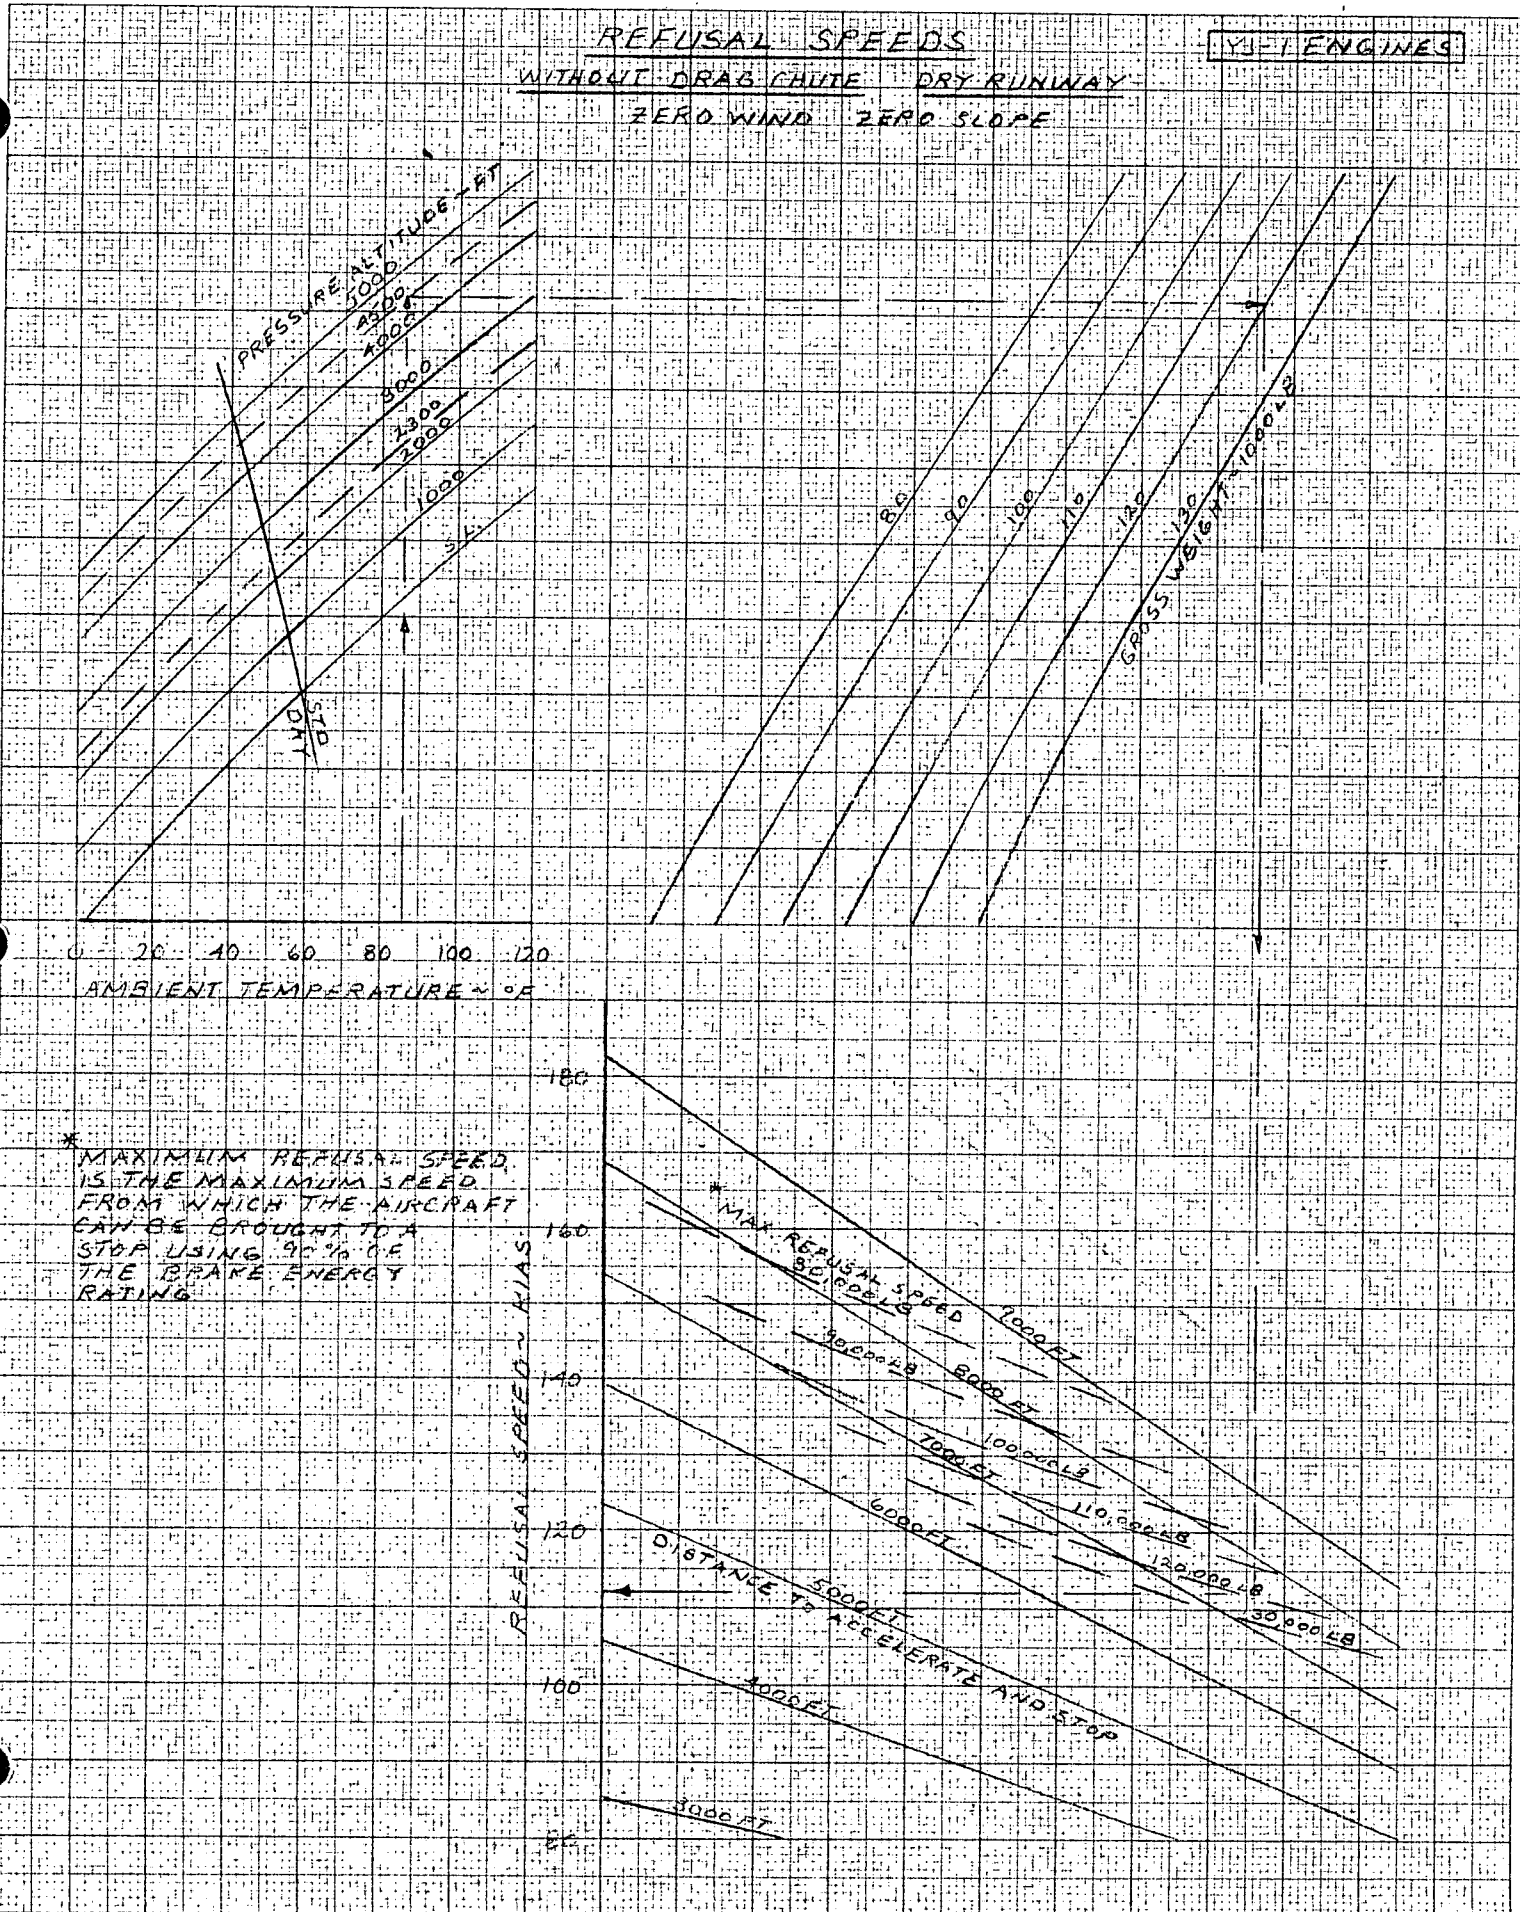 REFUSAL SPEEDS
YJ-1 ENGINES
WITHOUT DRAG CHUTE DRY RUNWAY
ZERO WIND ZERO SLOPE
PRESSURE ALTITUDE ~ FT
5000
4500
4000
3000
2300
2000
1000
S.L.
STD
DAY
80
90
100
110
120
130
GROSS WEIGHT ~ 1000 LB
0 20 40 60 80 100 120
AMBIENT TEMPERATURE ~ °F
* MAXIMUM REFUSAL SPEED
IS THE MAXIMUM SPEED
FROM WHICH THE AIRCRAFT
CAN BE BROUGHT TO A
STOP USING 90% OF
THE BRAKE ENERGY
RATING
REFUSAL SPEED ~ KIAS
180
160
140
120
100
80
* MAX REFUSAL SPEED
80,000 LB
90,000 LB
100,000 LB
110,000 LB
120,000 LB
130,000 LB
9000 FT
8000 FT
7000 FT
6000 FT
5000 FT
4000 FT
3000 FT
DISTANCE TO ACCELERATE AND STOP